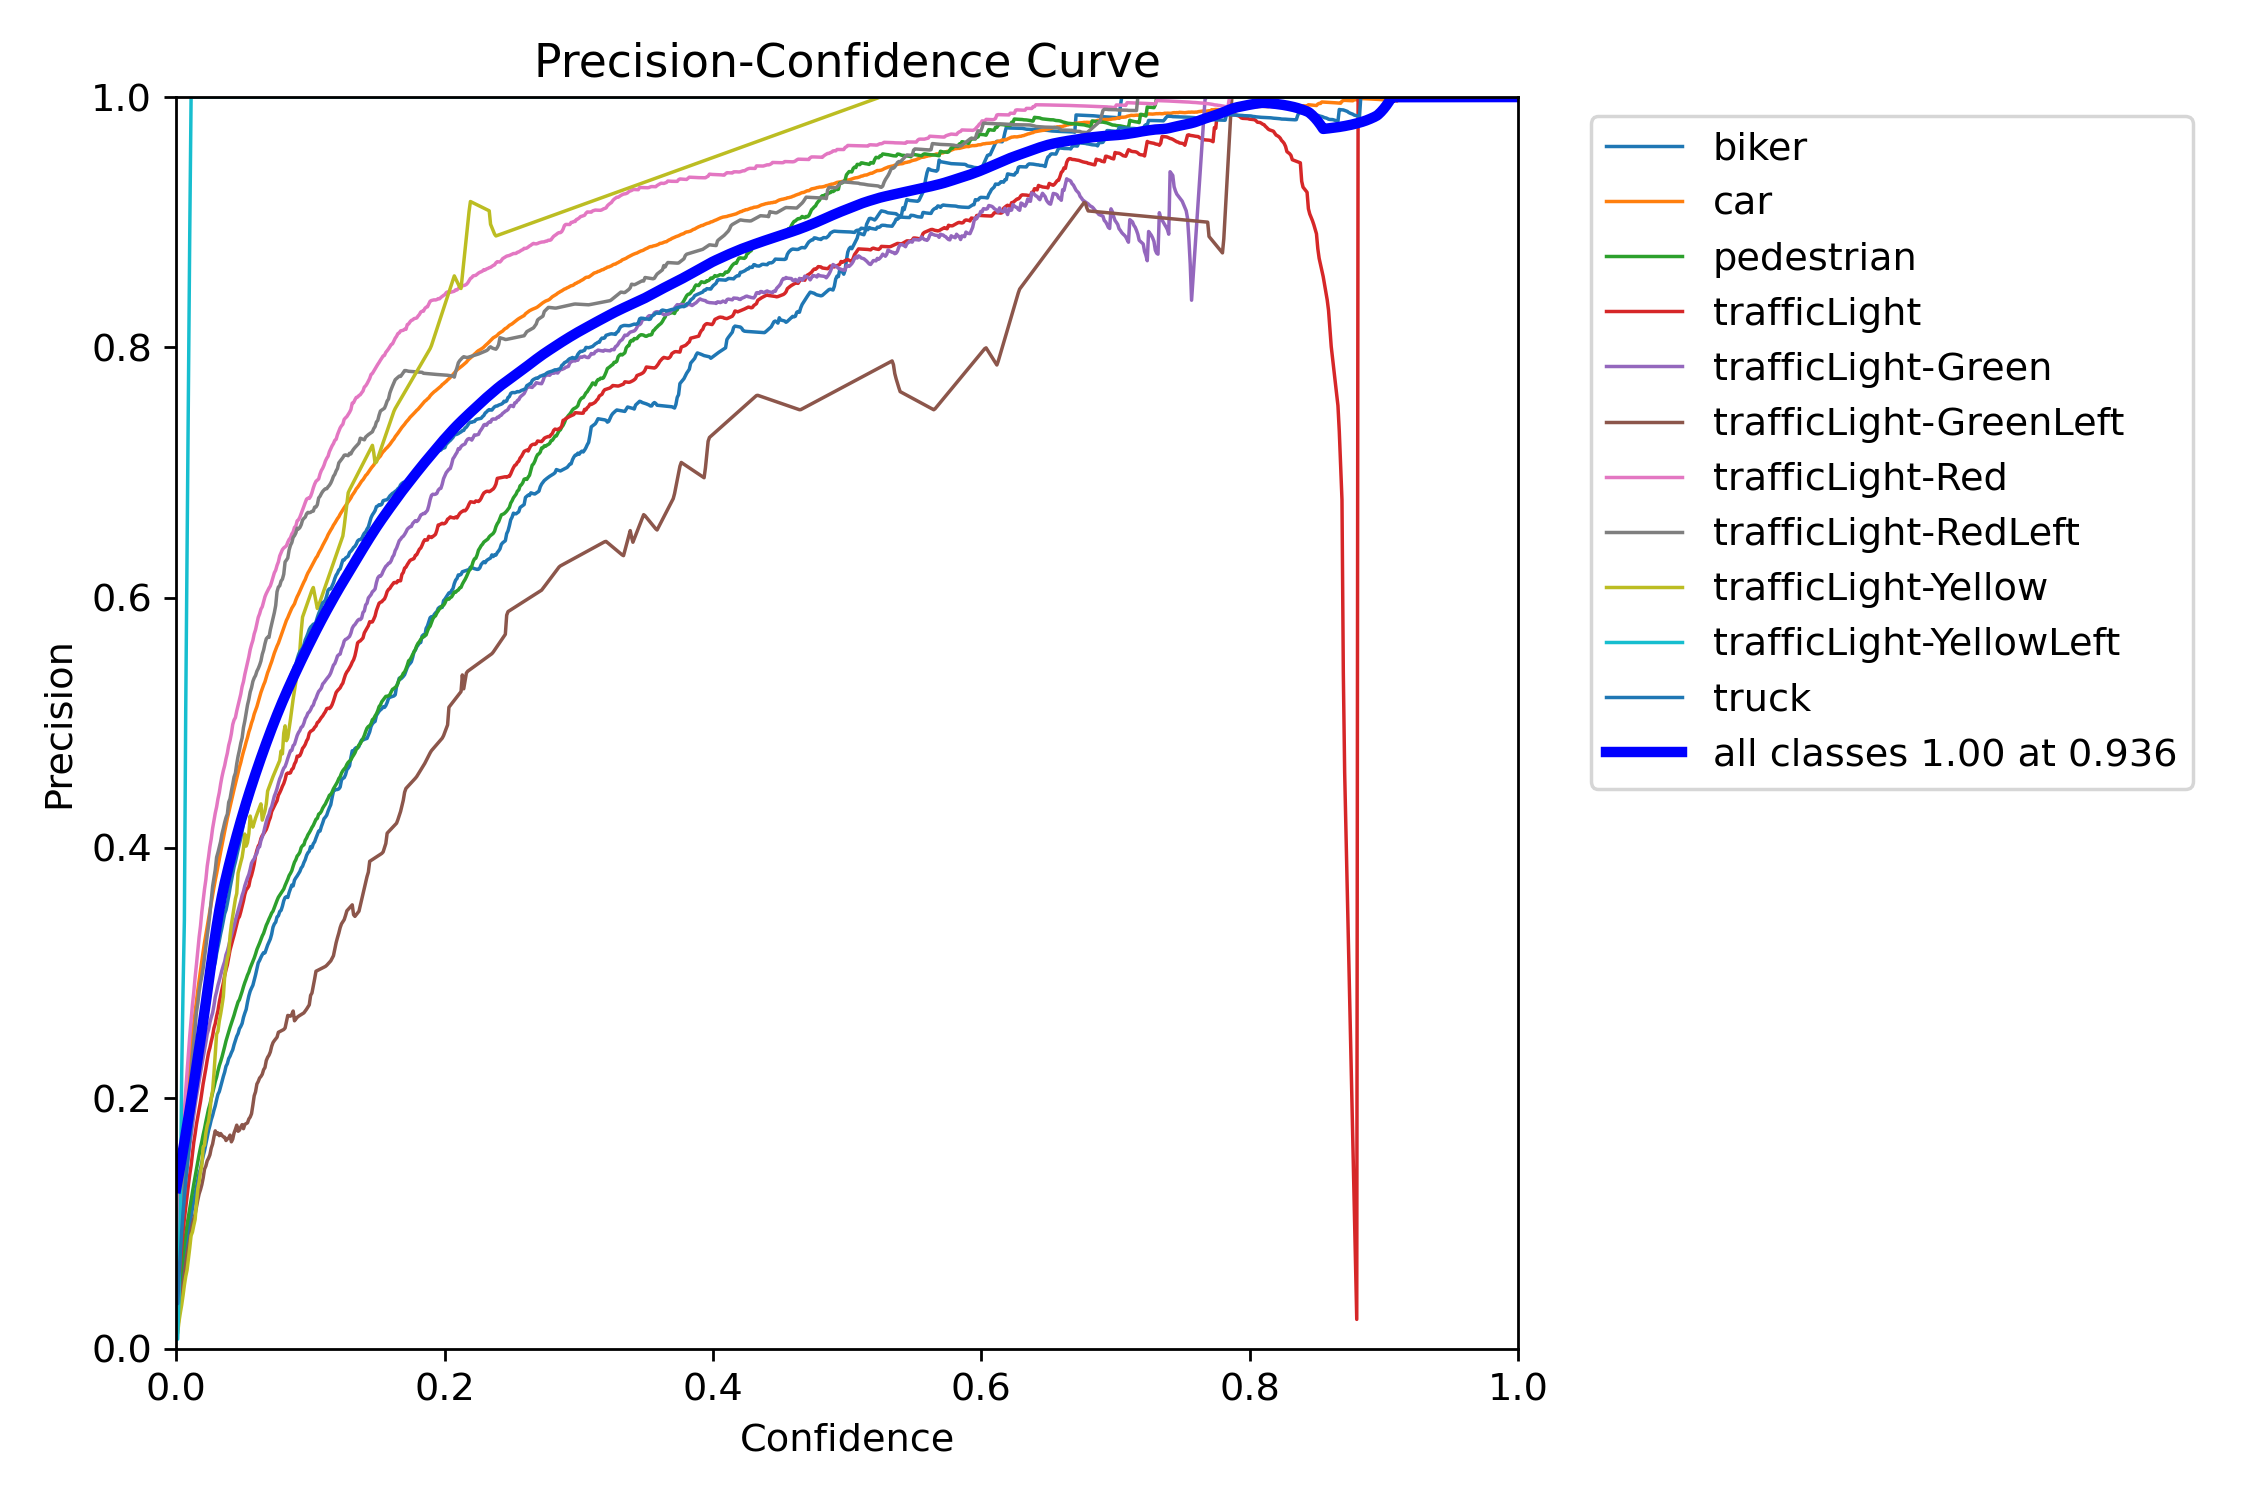 Precision-Confidence Curve
1.0
0.8
0.6
0.4
0.2
0.0
Precision
0.0 0.2 0.4 0.6 0.8 1.0
Confidence
biker
car
pedestrian
trafficLight
trafficLight-Green
trafficLight-GreenLeft
trafficLight-Red
trafficLight-RedLeft
trafficLight-Yellow
trafficLight-YellowLeft
truck
all classes 1.00 at 0.936